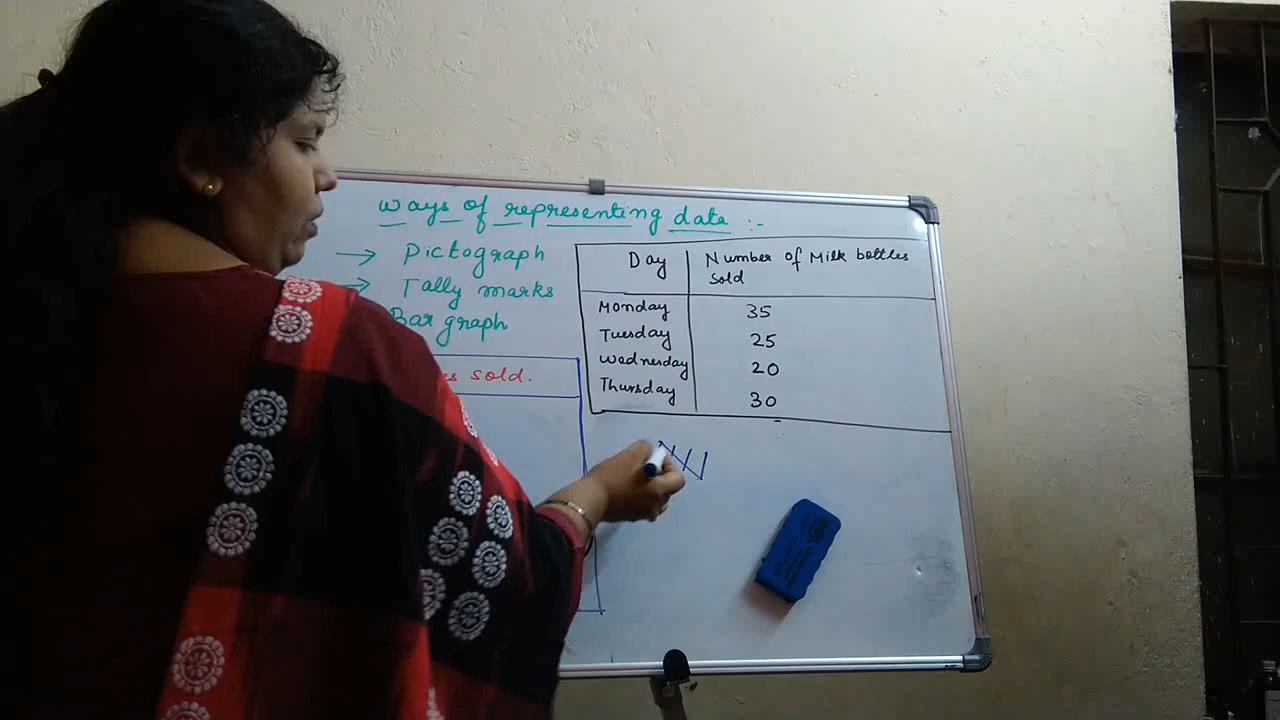 Ways of representing data :-
→ Pictograph
→ Tally marks
Bar graph
sold.
Day Number of Milk bottles
Sold
Monday 35
Tuesday 25
Wednesday 20
Thursday 30